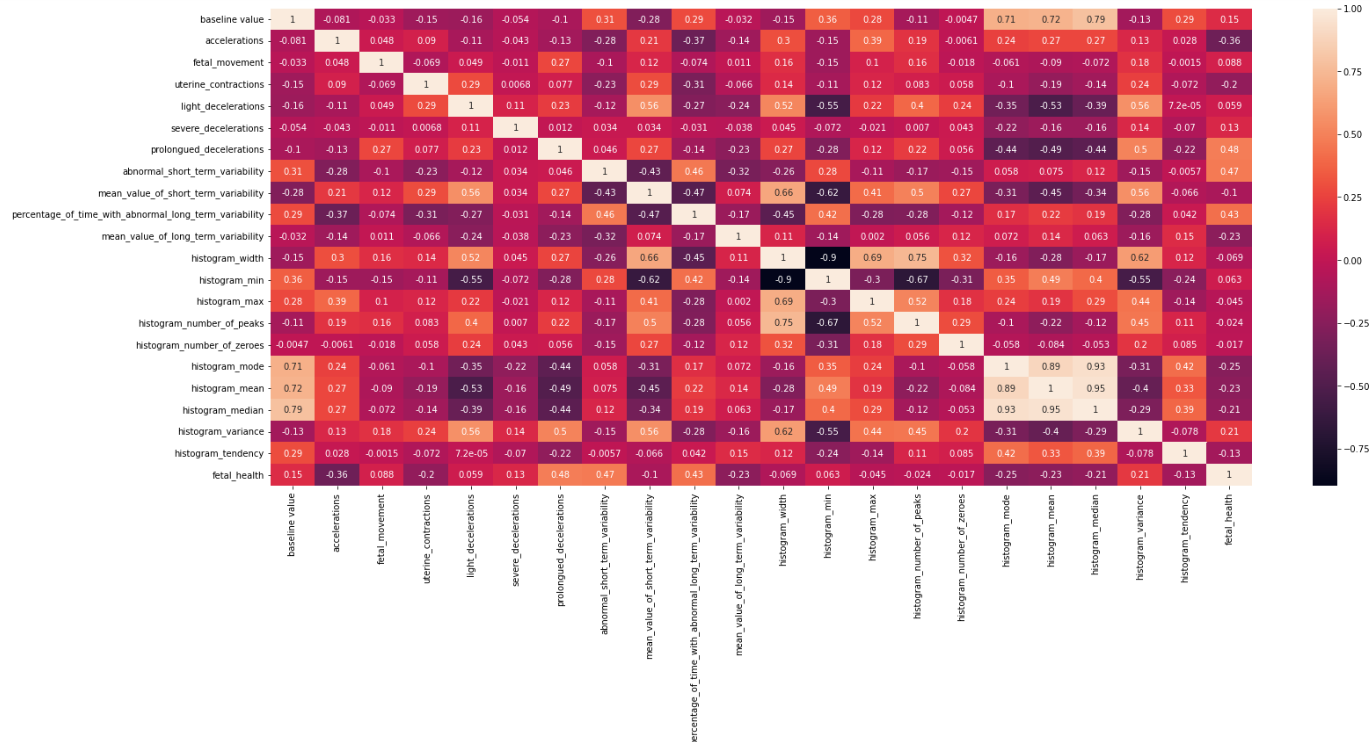 baseline value 1 -0.081 -0.033 -0.15 -0.16 -0.054 -0.1 0.31 -0.28 0.29 -0.032 -0.15 0.36 0.28 -0.11 -0.0047 0.71 0.72 0.79 -0.13 0.29 0.15
accelerations -0.081 1 0.048 0.09 -0.11 -0.043 -0.13 -0.28 0.21 -0.37 -0.14 0.3 -0.15 0.39 0.19 -0.0061 0.24 0.27 0.27 0.13 0.028 -0.36
fetal_movement -0.033 0.048 1 -0.069 0.049 -0.011 0.27 -0.1 0.12 -0.074 0.011 0.16 -0.15 0.1 0.16 -0.018 -0.061 -0.09 -0.072 0.18 -0.0015 0.088
uterine_contractions -0.15 0.09 -0.069 1 0.29 0.0068 0.077 -0.23 0.29 -0.31 -0.066 0.14 -0.11 0.12 0.083 0.058 -0.1 -0.19 -0.14 0.24 -0.072 -0.2
light_decelerations -0.16 -0.11 0.049 0.29 1 0.11 0.23 -0.12 0.56 -0.27 -0.24 0.52 -0.55 0.22 0.4 0.24 -0.35 -0.53 -0.39 0.56 7.2e-05 0.059
severe_decelerations -0.054 -0.043 -0.011 0.0068 0.11 1 0.012 0.034 0.034 -0.031 -0.038 0.045 -0.072 -0.021 0.007 0.043 -0.22 -0.16 -0.16 0.14 -0.07 0.13
prolongued_decelerations -0.1 -0.13 0.27 0.077 0.23 0.012 1 0.046 0.27 -0.14 -0.23 0.27 -0.28 0.12 0.22 0.056 -0.44 -0.49 -0.44 0.5 -0.22 0.48
abnormal_short_term_variability 0.31 -0.28 -0.1 -0.23 -0.12 0.034 0.046 1 -0.43 0.46 -0.32 -0.26 0.28 -0.11 -0.17 -0.15 0.058 0.075 0.12 -0.15 -0.0057 0.47
mean_value_of_short_term_variability -0.28 0.21 0.12 0.29 0.56 0.034 0.27 -0.43 1 -0.47 0.074 0.66 -0.62 0.41 0.5 0.27 -0.31 -0.45 -0.34 0.56 -0.066 -0.1
percentage_of_time_with_abnormal_long_term_variability 0.29 -0.37 -0.074 -0.31 -0.27 -0.031 -0.14 0.46 -0.47 1 -0.17 -0.45 0.42 -0.28 -0.28 -0.12 0.17 0.22 0.19 -0.28 0.042 0.43
mean_value_of_long_term_variability -0.032 -0.14 0.011 -0.066 -0.24 -0.038 -0.23 -0.32 0.074 -0.17 1 0.11 -0.14 0.002 0.056 0.12 0.072 0.14 0.063 -0.16 0.15 -0.23
histogram_width -0.15 0.3 0.16 0.14 0.52 0.045 0.27 -0.26 0.66 -0.45 0.11 1 -0.9 0.69 0.75 0.32 -0.16 -0.28 -0.17 0.62 0.12 -0.069
histogram_min 0.36 -0.15 -0.15 -0.11 -0.55 -0.072 -0.28 0.28 -0.62 0.42 -0.14 -0.9 1 -0.3 -0.67 -0.31 0.35 0.49 0.4 -0.55 -0.24 0.063
histogram_max 0.28 0.39 0.1 0.12 0.22 -0.021 0.12 -0.11 0.41 -0.28 0.002 0.69 -0.3 1 0.52 0.18 0.24 0.19 0.29 0.44 -0.14 -0.045
histogram_number_of_peaks -0.11 0.19 0.16 0.083 0.4 0.007 0.22 -0.17 0.5 -0.28 0.056 0.75 -0.67 0.52 1 0.29 -0.1 -0.22 -0.12 0.45 0.11 -0.024
histogram_number_of_zeroes -0.0047 -0.0061 -0.018 0.058 0.24 0.043 0.056 -0.15 0.27 -0.12 0.12 0.32 -0.31 0.18 0.29 1 -0.058 -0.084 -0.053 0.2 0.085 -0.017
histogram_mode 0.71 0.24 -0.061 -0.1 -0.35 -0.22 -0.44 0.058 -0.31 0.17 0.072 -0.16 0.35 0.24 -0.1 -0.058 1 0.89 0.93 -0.31 0.42 -0.25
histogram_mean 0.72 0.27 -0.09 -0.19 -0.53 -0.16 -0.49 0.075 -0.45 0.22 0.14 -0.28 0.49 0.19 -0.22 -0.084 0.89 1 0.95 -0.4 0.33 -0.23
histogram_median 0.79 0.27 -0.072 -0.14 -0.39 -0.16 -0.44 0.12 -0.34 0.19 0.063 -0.17 0.4 0.29 -0.12 -0.053 0.93 0.95 1 -0.29 0.39 -0.21
histogram_variance -0.13 0.13 0.18 0.24 0.56 0.14 0.5 -0.15 0.56 -0.28 -0.16 0.62 -0.55 0.44 0.45 0.2 -0.31 -0.4 -0.29 1 -0.078 0.21
histogram_tendency 0.29 0.028 -0.0015 -0.072 7.2e-05 -0.07 -0.22 -0.0057 -0.066 0.042 0.15 0.12 -0.24 -0.14 0.11 0.085 0.42 0.33 0.39 -0.078 1 -0.13
fetal_health 0.15 -0.36 0.088 -0.2 0.059 0.13 0.48 0.47 -0.1 0.43 -0.23 -0.069 0.063 -0.045 -0.024 -0.017 -0.25 -0.23 -0.21 0.21 -0.13 1
baseline value
accelerations
fetal_movement
uterine_contractions
light_decelerations
severe_decelerations
prolongued_decelerations
abnormal_short_term_variability
mean_value_of_short_term_variability
ercentage_of_time_with_abnormal_long_term_variability
mean_value_of_long_term_variability
histogram_width
histogram_min
histogram_max
histogram_number_of_peaks
histogram_number_of_zeroes
histogram_mode
histogram_mean
histogram_median
histogram_variance
histogram_tendency
fetal_health
1.00
0.75
0.50
0.25
0.00
-0.25
-0.50
-0.75